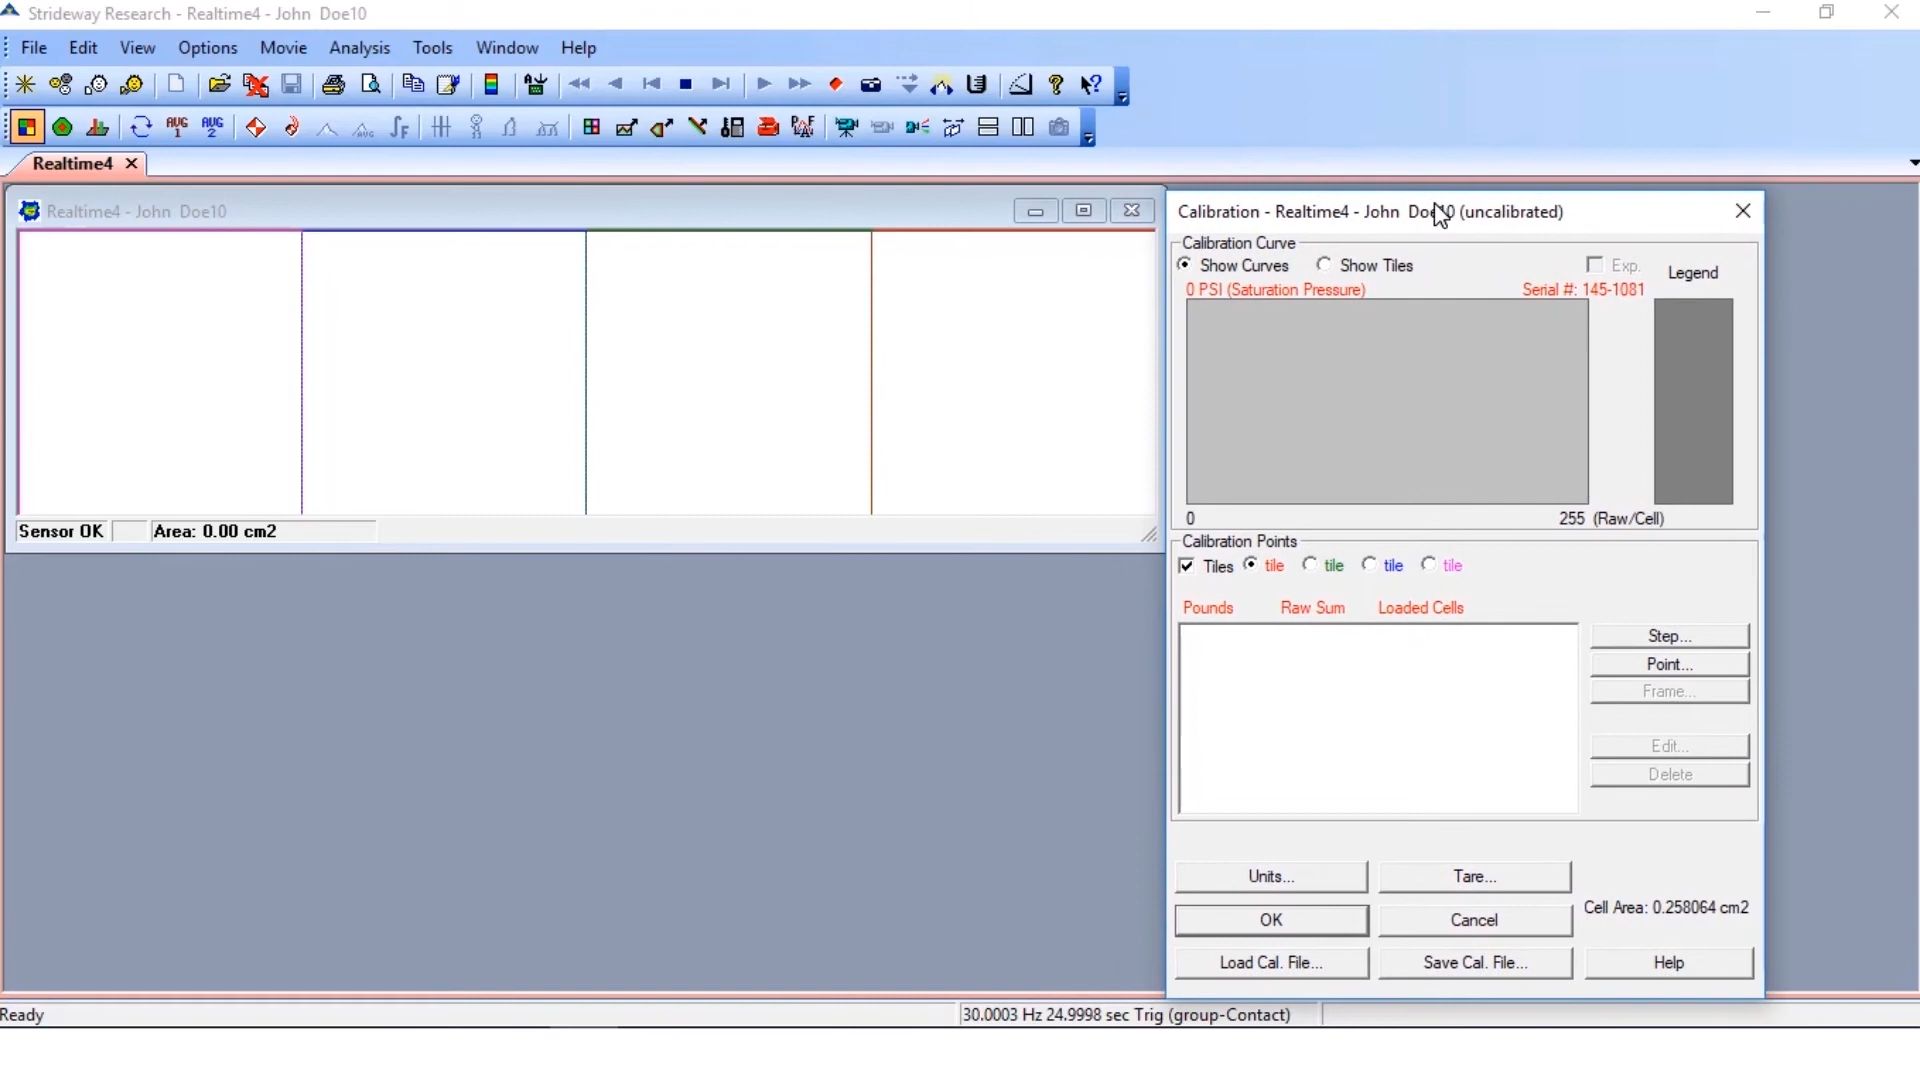 Strideway Research - Realtime4 - John  Doe10
File Edit View Options Movie Analysis Tools Window Help
AVG 1 AVG 2
Realtime4
Realtime4 - John  Doe10
Sensor OK Area: 0.00 cm2
Calibration - Realtime4 - John  Doe10 (uncalibrated)
Calibration Curve
Show Curves Show Tiles Exp. Legend
0 PSI (Saturation Pressure) Serial #: 145-1081
0 255 (Raw/Cell)
Calibration Points
Tiles tile tile tile tile
Pounds Raw Sum Loaded Cells
Step...
Point...
Frame...
Edit...
Delete
Units... Tare...
OK Cancel Cell Area: 0.258064 cm2
Load Cal. File... Save Cal. File... Help
Ready 30.0003 Hz 24.9998 sec Trig (group-Contact)